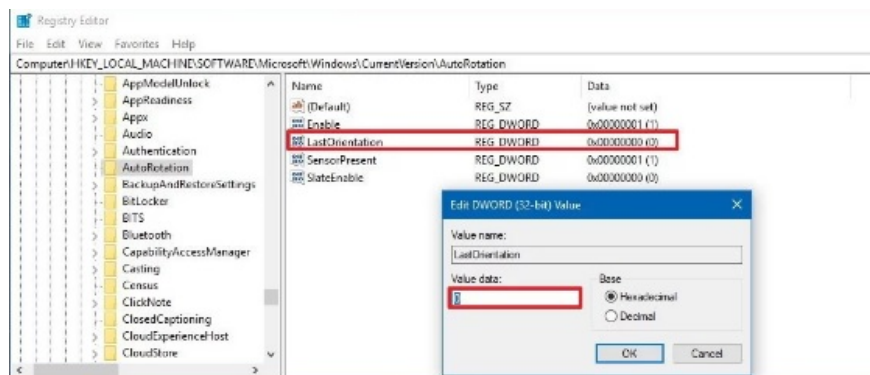 Registry Editor
File Edit View Favorites Help
Computer\HKEY_LOCAL_MACHINE\SOFTWARE\Microsoft\Windows\CurrentVersion\AutoRotation
AppModelUnlock
AppReadiness
Appx
Audio
Authentication
AutoRotation
BackupAndRestoreSettings
BitLocker
BITS
Bluetooth
CapabilityAccessManager
Casting
Census
ClickNote
ClosedCaptioning
CloudExperienceHost
CloudStore
Name Type Data
(Default) REG_SZ (value not set)
Enable REG_DWORD 0x00000001 (1)
LastOrientation REG_DWORD 0x00000000 (0)
SensorPresent REG_DWORD 0x00000001 (1)
SlateEnable REG_DWORD 0x00000000 (0)
Edit DWORD (32-bit) Value
Value name:
LastOrientation
Value data: Base
0 Hexadecimal
Decimal
OK Cancel